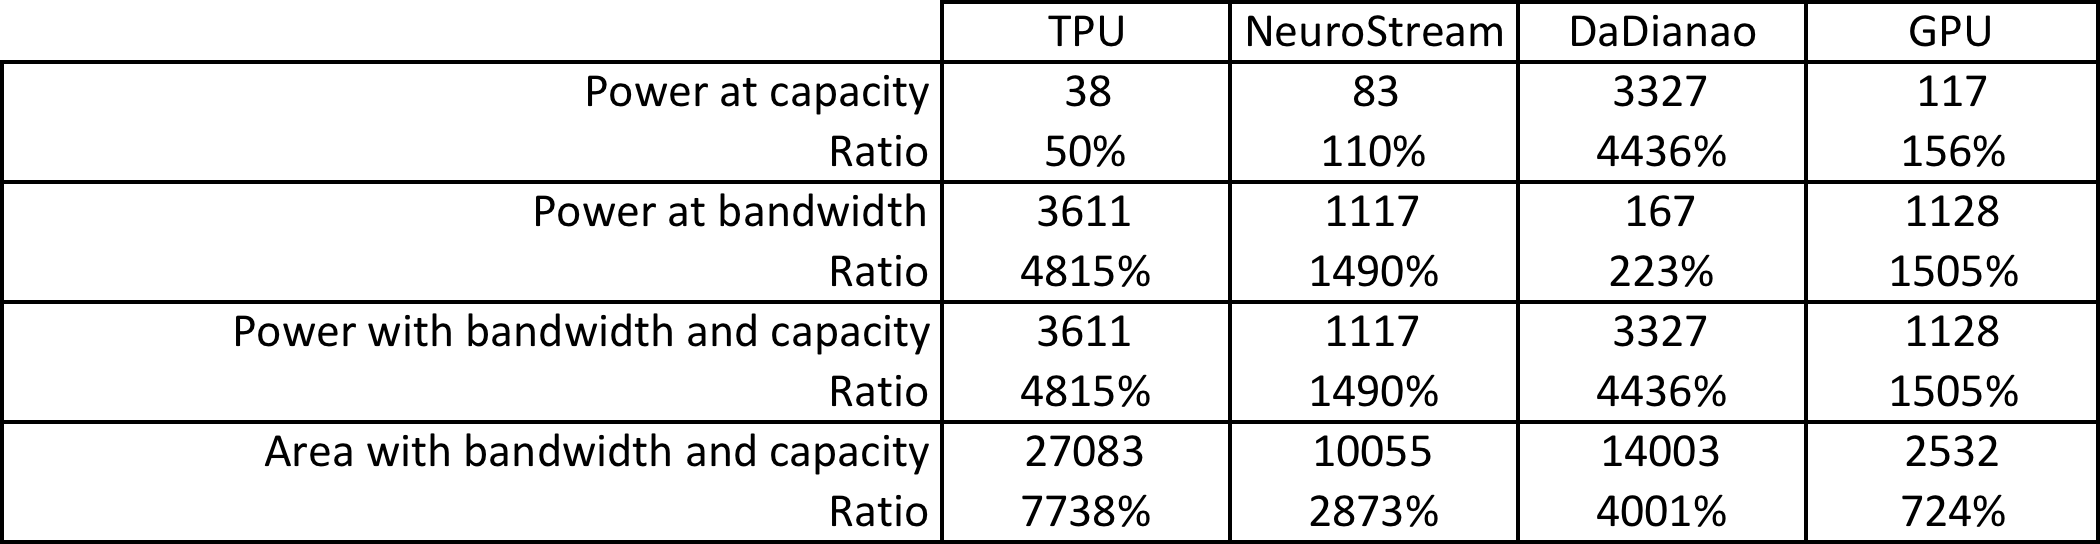 TPU NeuroStream DaDianao GPU
Power at capacity 38 83 3327 117
Ratio 50% 110% 4436% 156%
Power at bandwidth 3611 1117 167 1128
Ratio 4815% 1490% 223% 1505%
Power with bandwidth and capacity 3611 1117 3327 1128
Ratio 4815% 1490% 4436% 1505%
Area with bandwidth and capacity 27083 10055 14003 2532
Ratio 7738% 2873% 4001% 724%